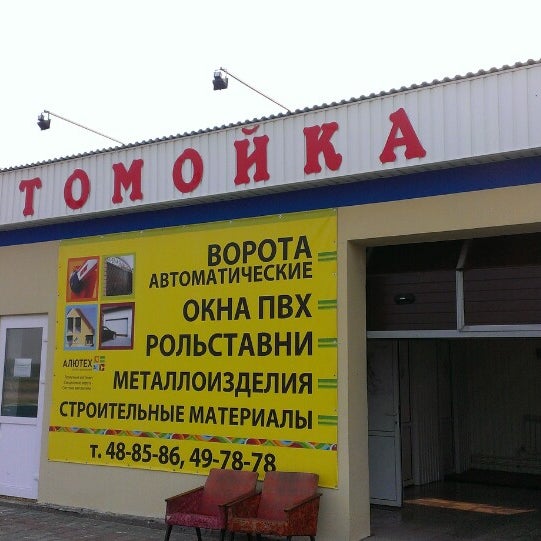 ТОМОЙКА
ВОРОТА
АВТОМАТИЧЕСКИЕ
ОКНА ПВХ
РОЛЬСТАВНИ
АЛЮТЕХ
МЕТАЛЛОИЗДЕЛИЯ
СТРОИТЕЛЬНЫЕ МАТЕРИАЛЫ
т. 48-85-86, 49-78-78